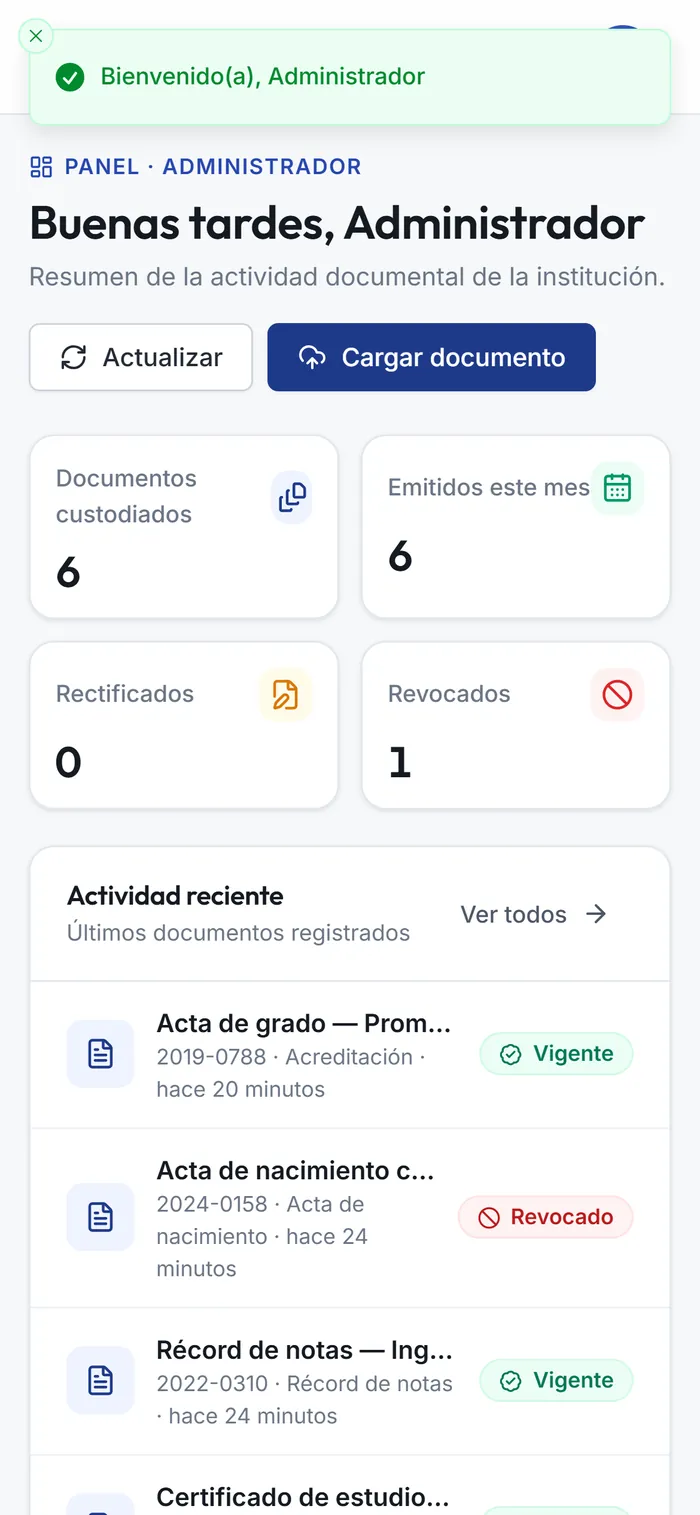 Bienvenido(a), Administrador
PANEL · ADMINISTRADOR
Buenas tardes, Administrador
Resumen de la actividad documental de la institución.
Actualizar
Cargar documento
Documentos
custodiados
6
Emitidos este mes
6
Rectificados
0
Revocados
1
Actividad reciente
Últimos documentos registrados
Ver todos
Acta de grado — Prom...
2019-0788 · Acreditación ·
hace 20 minutos
Vigente
Acta de nacimiento c...
2024-0158 · Acta de
nacimiento · hace 24
minutos
Revocado
Récord de notas — Ing...
2022-0310 · Récord de notas
· hace 24 minutos
Vigente
Certificado de estudio...